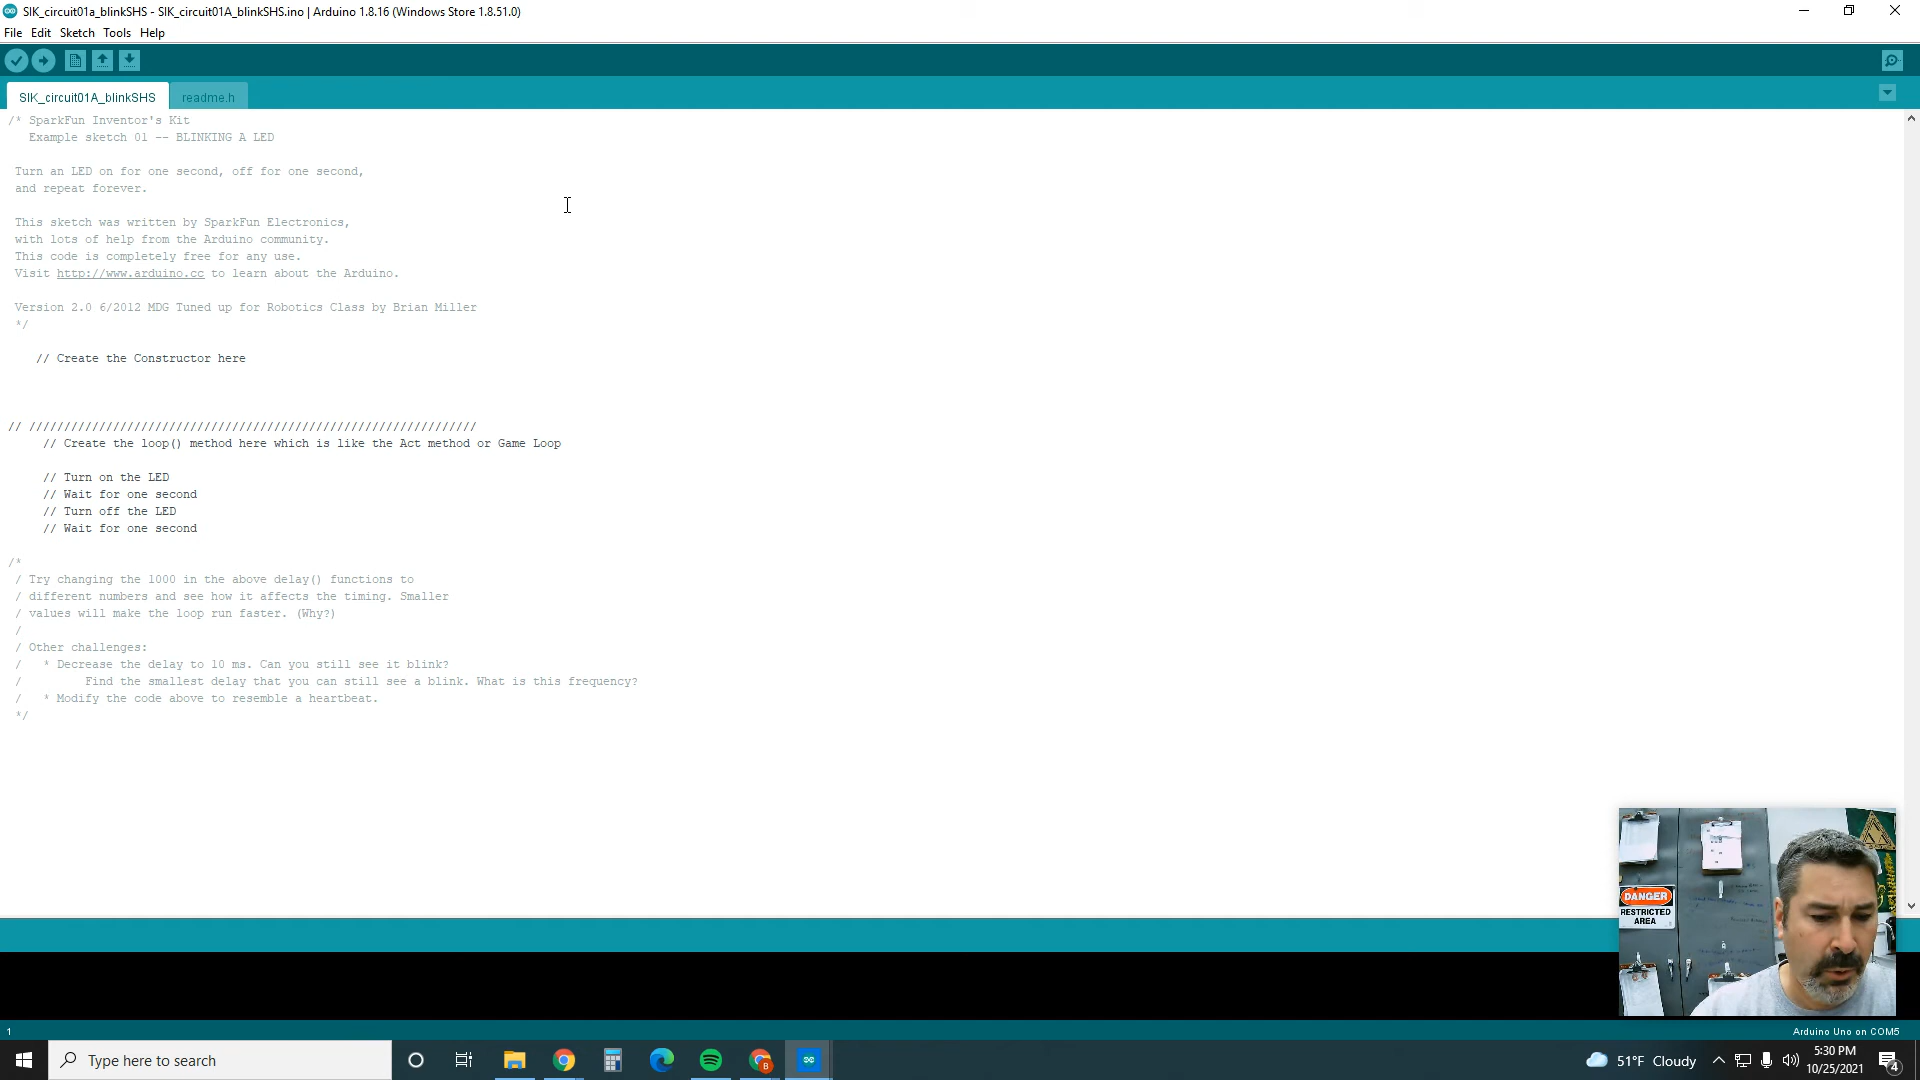 SIK_circuit01a_blinkSHS - SIK_circuit01A_blinkSHS.ino | Arduino 1.8.16 (Windows Store 1.8.51.0)
File Edit Sketch Tools Help
SIK_circuit01A_blinkSHS readme.h
/* SparkFun Inventor's Kit
Example sketch 01 -- BLINKING A LED
Turn an LED on for one second, off for one second,
and repeat forever.
This sketch was written by SparkFun Electronics,
with lots of help from the Arduino community.
This code is completely free for any use.
Visit http://www.arduino.cc to learn about the Arduino.
Version 2.0 6/2012 MDG Tuned up for Robotics Class by Brian Miller
*/
// Create the Constructor here
// ////////////////////////////////////////////////////////////////
// Create the loop() method here which is like the Act method or Game Loop
// Turn on the LED
// Wait for one second
// Turn off the LED
// Wait for one second
/*
/ Try changing the 1000 in the above delay() functions to
/ different numbers and see how it affects the timing. Smaller
/ values will make the loop run faster. (Why?)
/
/ Other challenges:
/ * Decrease the delay to 10 ms. Can you still see it blink?
/ Find the smallest delay that you can still see a blink. What is this frequency?
/ * Modify the code above to resemble a heartbeat.
*/
DANGER
RESTRICTED
AREA
1
Arduino Uno on COM5
Type here to search
B
51°F Cloudy
5:30 PM
10/25/2021
4